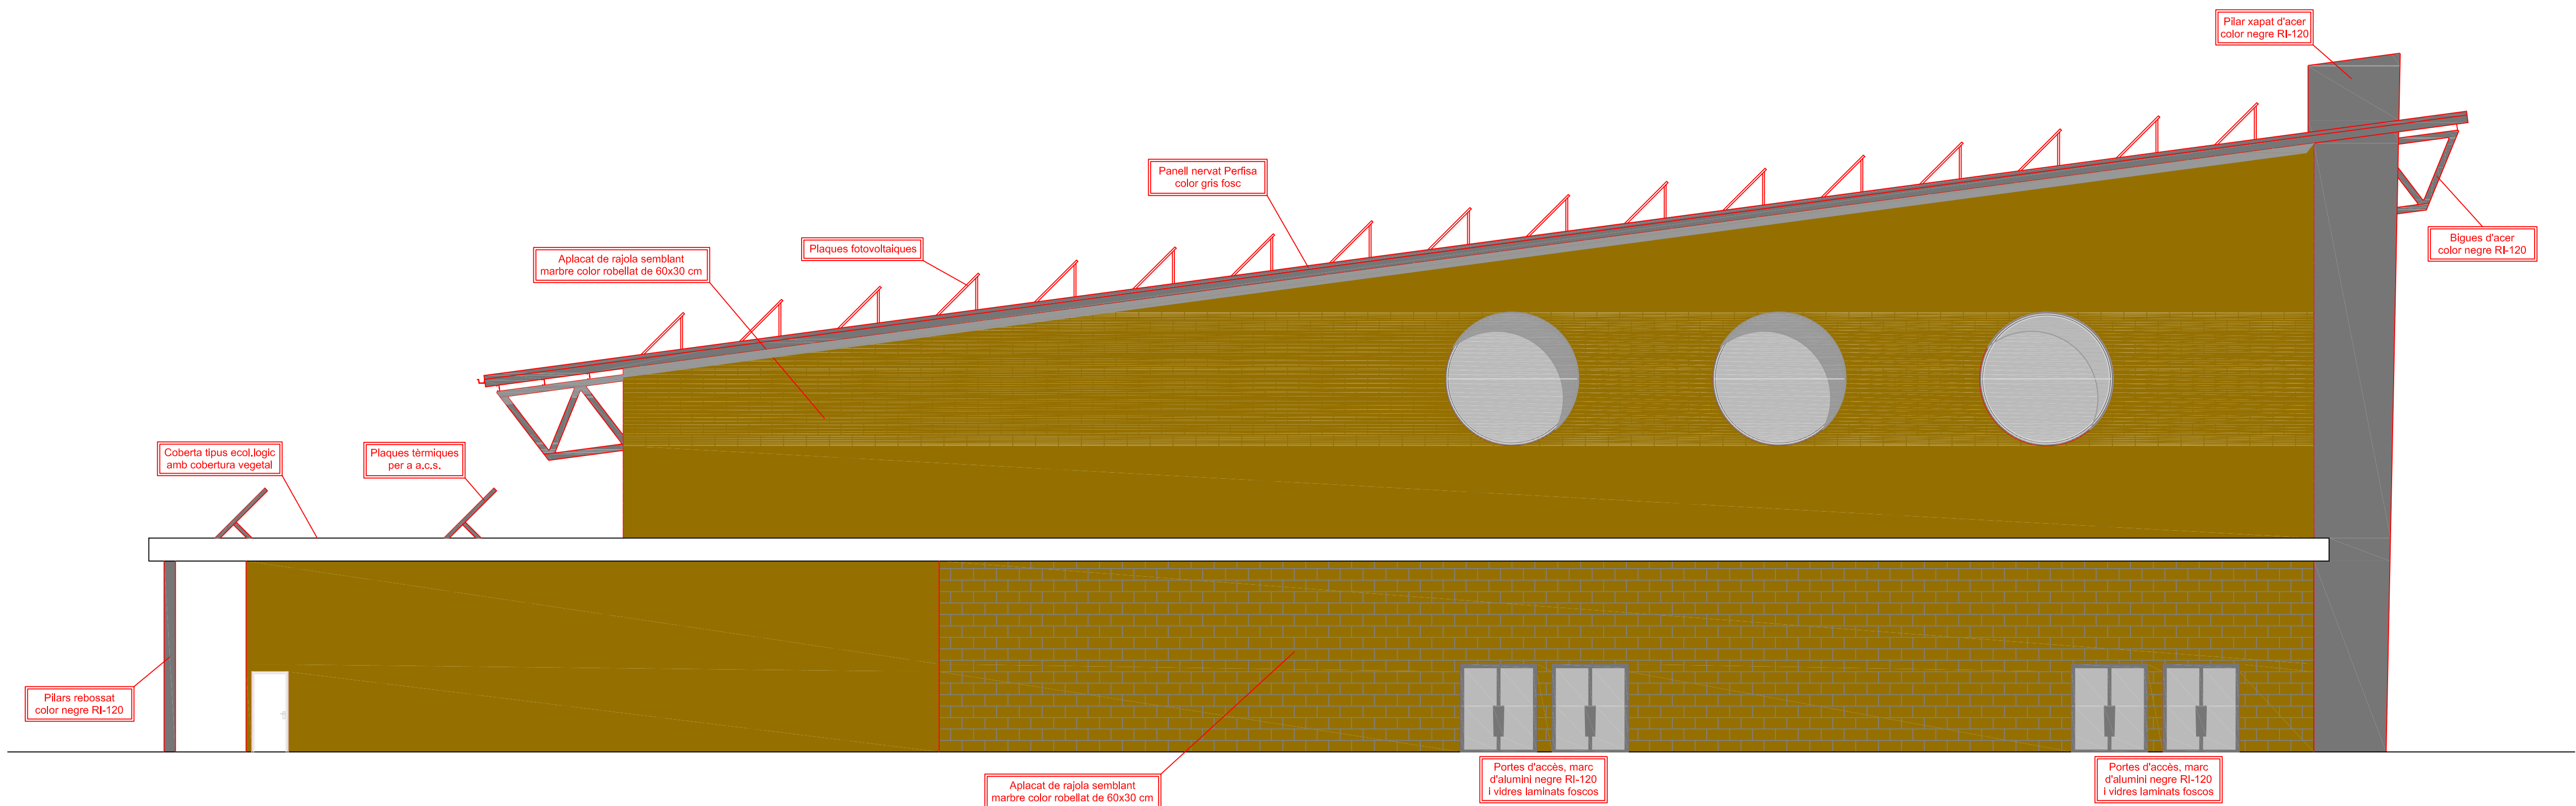 Pilar xapat d'acer
color negre RI-120
Panell nervat Perfisa
color gris fosc
Bigues d'acer
color negre RI-120
Plaques fotovoltaiques
Aplacat de rajola semblant
marbre color robellat de 60x30 cm
Coberta tipus ecol.logic
amb cobertura vegetal
Plaques tèrmiques
per a a.c.s.
Pilars rebossat
color negre RI-120
Aplacat de rajola semblant
marbre color robellat de 60x30 cm
Portes d'accès, marc
d'alumini negre RI-120
i vidres laminats foscos
Portes d'accès, marc
d'alumini negre RI-120
i vidres laminats foscos